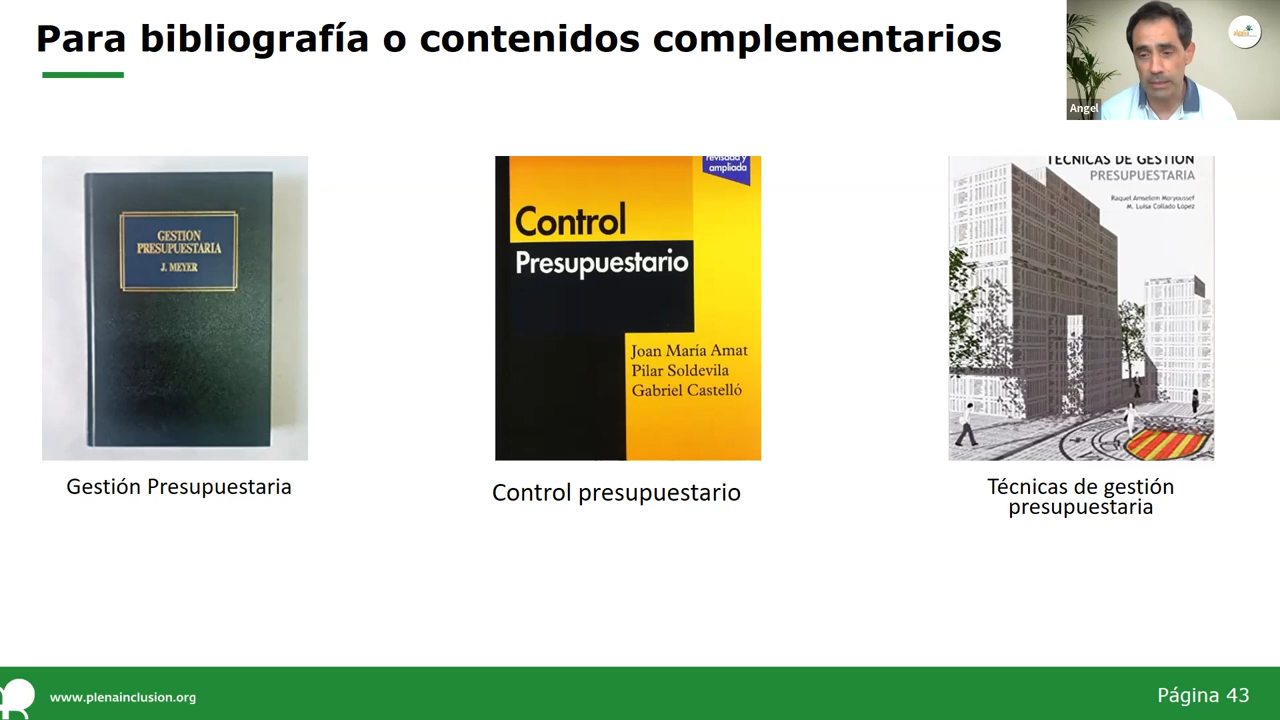 Para bibliografía o contenidos complementarios
Angel
GESTION
PRESUPUESTARIA
J. MEYER
revisada y
ampliada
Control
Presupuestario
Joan María Amat
Pilar Soldevila
Gabriel Castelló
TÉCNICAS DE GESTIÓN
PRESUPUESTARIA
Raquel Amselem Moryoussef
M. Luisa Collado López
Gestión Presupuestaria
Control presupuestario
Técnicas de gestión
presupuestaria
www.plenainclusion.org
Página 43